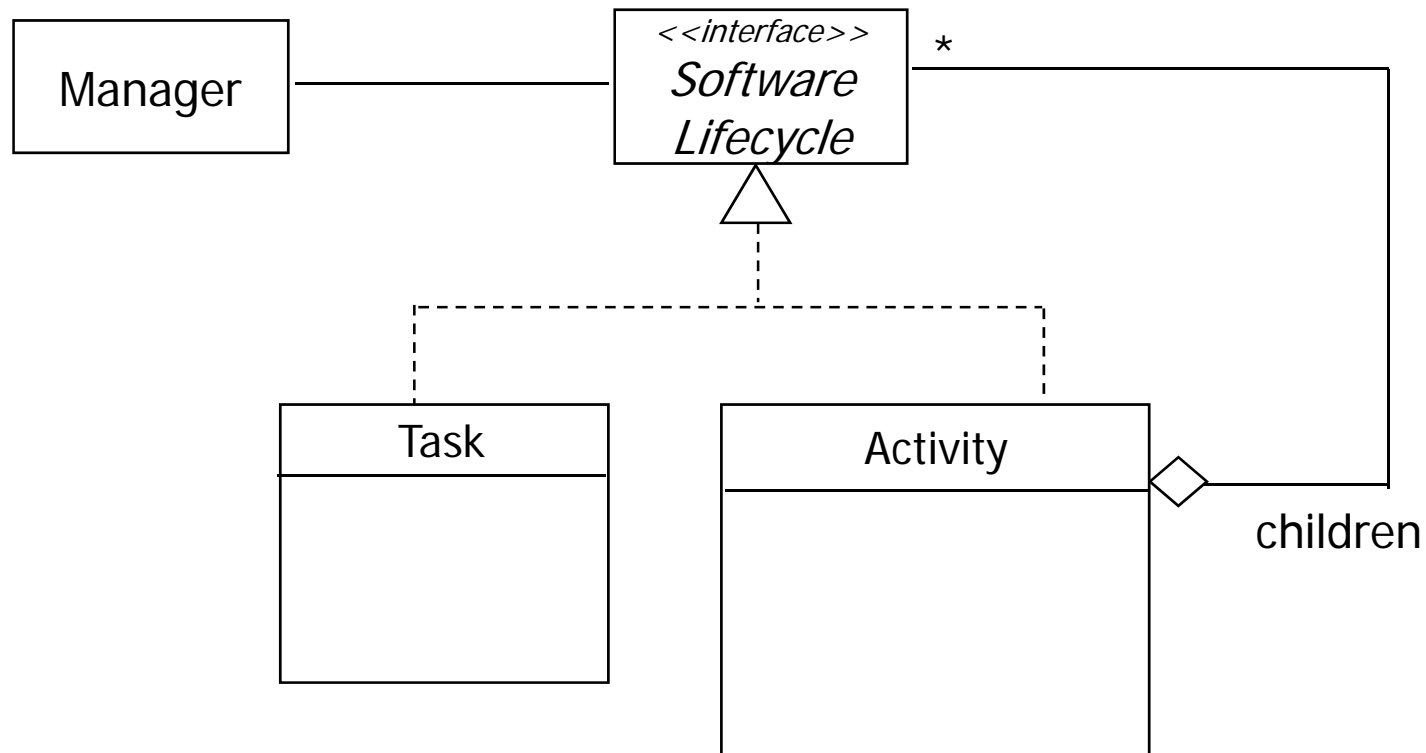 Manager
<<interface>>
Software
Lifecycle
*
Task
Activity
children